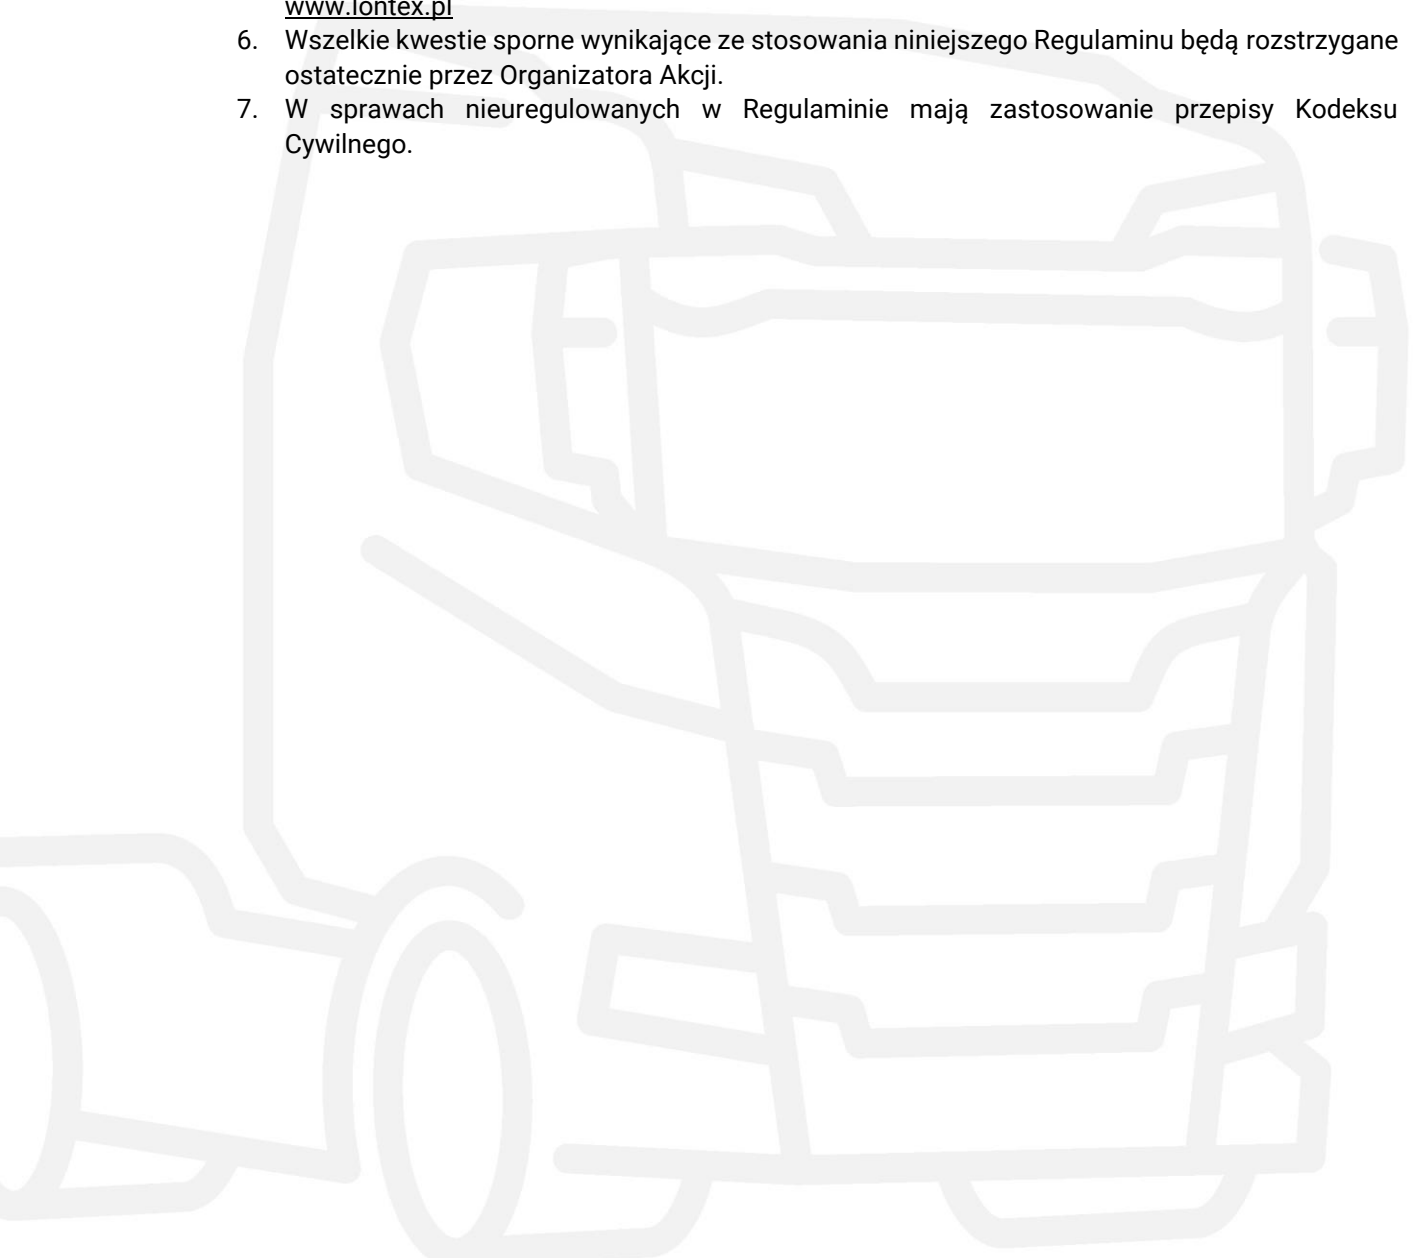 www.lontex.pl
6. Wszelkie kwestie sporne wynikające ze stosowania niniejszego Regulaminu będą rozstrzygane
ostatecznie przez Organizatora Akcji.
7. W sprawach nieuregulowanych w Regulaminie mają zastosowanie przepisy Kodeksu
Cywilnego.